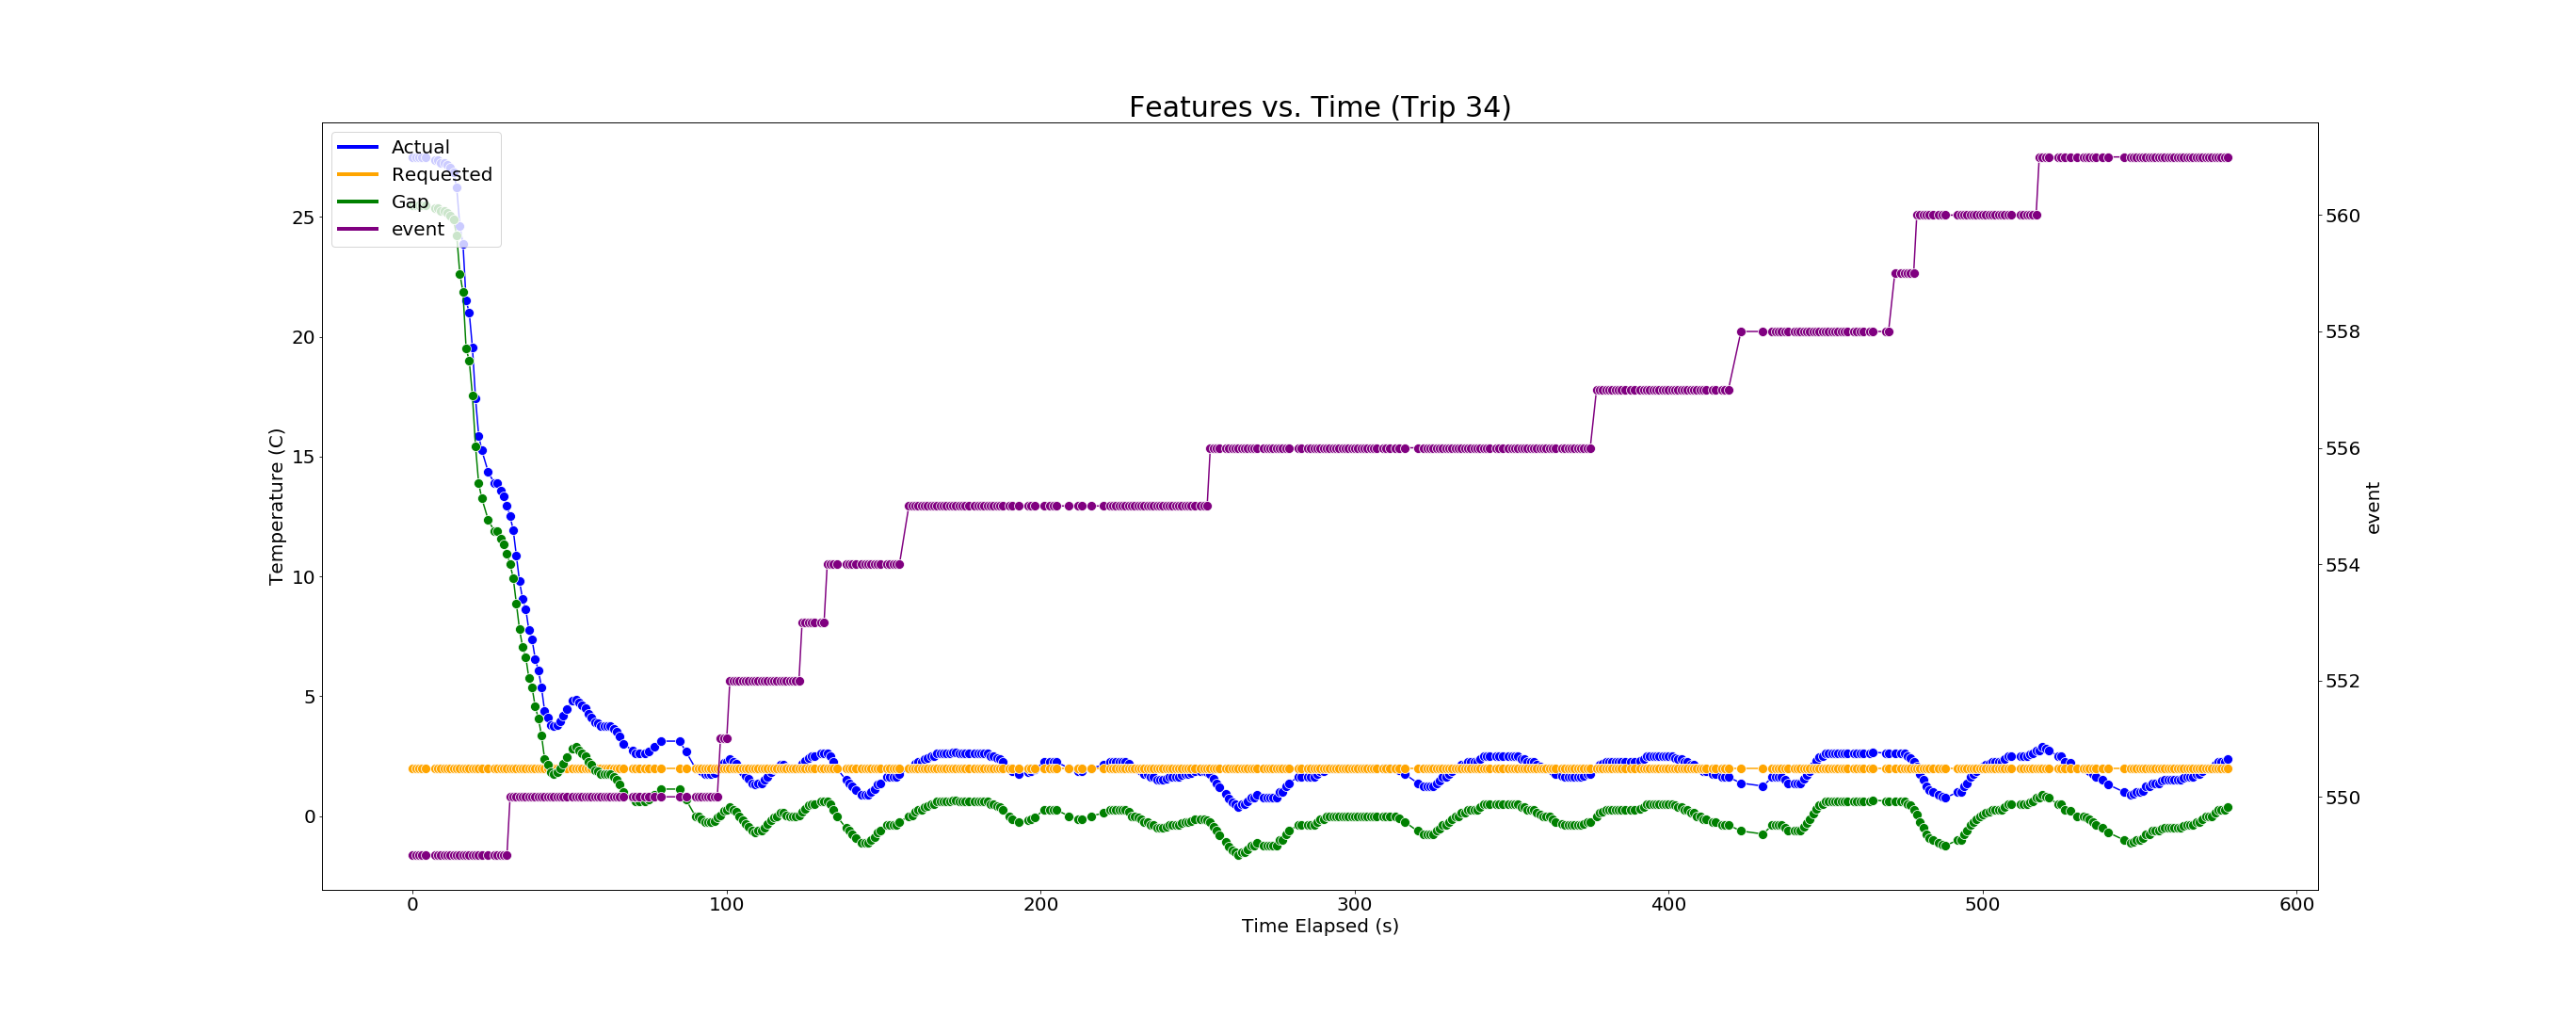 Features vs. Time (Trip 34)
Actual
Requested
Gap
event
Temperature (C)
25
20
15
10
5
0
event
560
558
556
554
552
550
0 100 200 300 400 500 600
Time Elapsed (s)